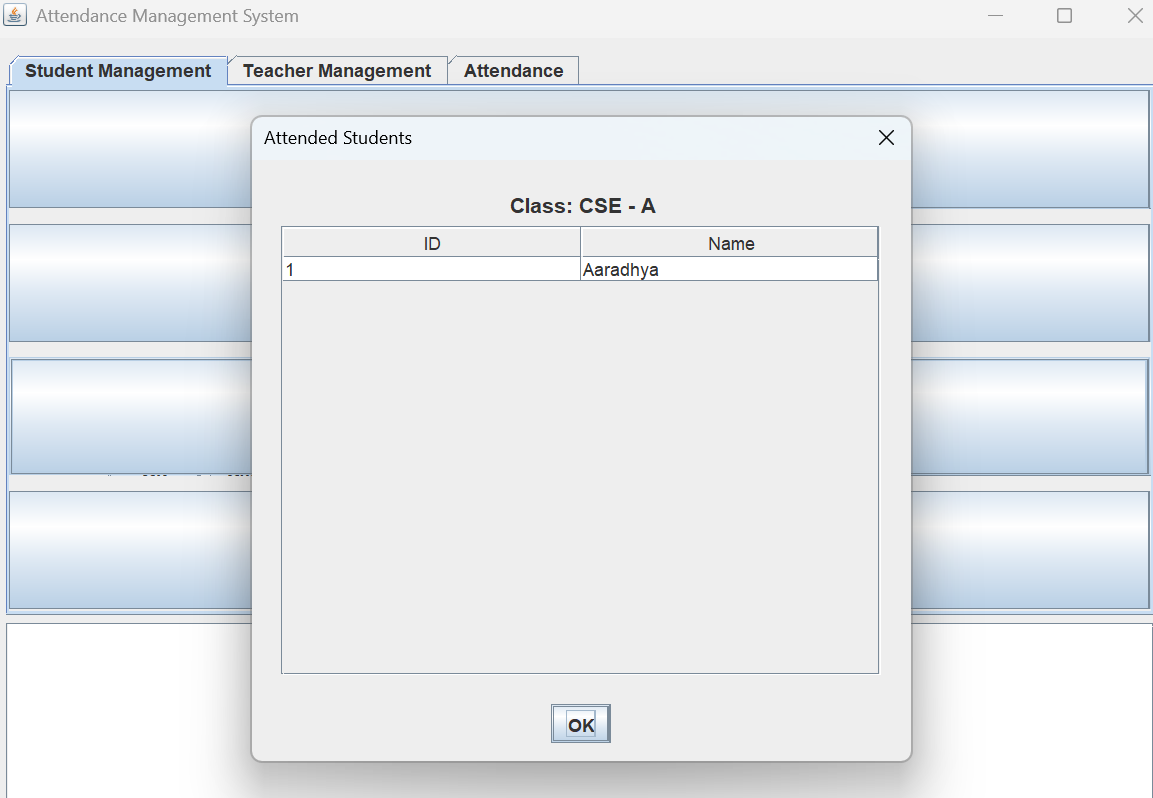 Attendance Management System
Student Management Teacher Management Attendance
Attended Students
Class: CSE - A
ID Name
1 Aaradhya
OK